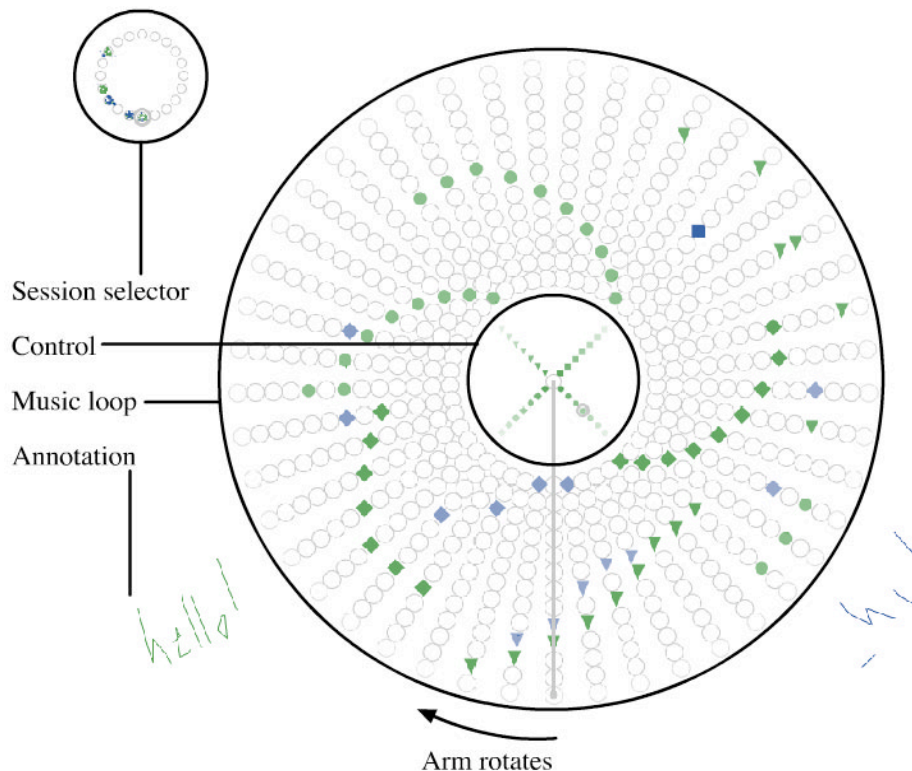 Session selector
Control
Music loop
Annotation
hello!
Arm rotates